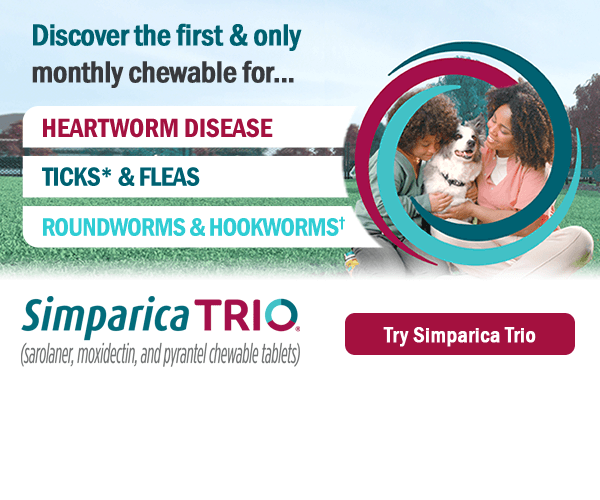 Discover the first & only
monthly chewable for...
HEARTWORM DISEASE
TICKS* & FLEAS
ROUNDWORMS & HOOKWORMS†
Simparica TRIO®
(sarolaner, moxidectin, and pyrantel chewable tablets)
Try Simparica Trio